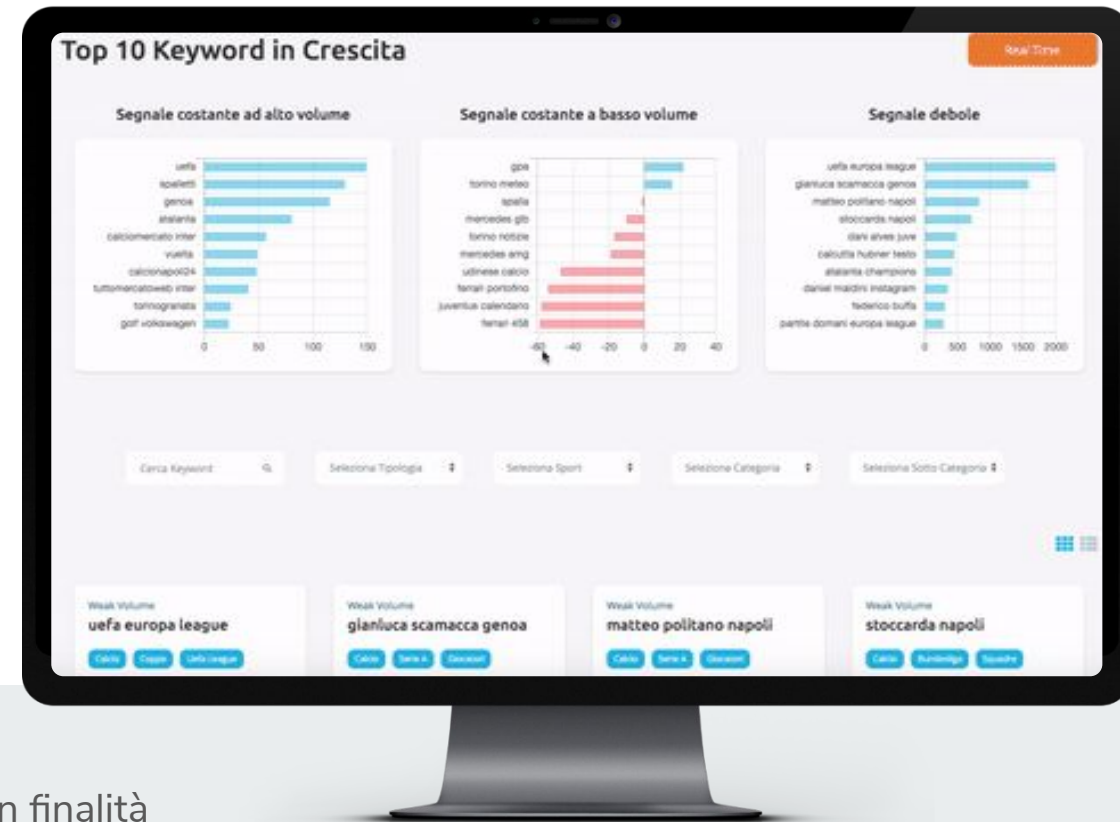 Top 10 Keyword in Crescita
Real Time
Segnale costante ad alto volume
uefa
spalletti
genoa
atalanta
calciomercato inter
vuelta
calcionapoli24
tuttomercatoweb inter
torinogranata
golf volkswagen
0 50 100 150
Segnale costante a basso volume
gpa
torino meteo
spalla
mercedes glb
torino notizie
mercedes amg
udinese calcio
ferrari portofino
juventus calendario
ferrari 458
-60 -40 -20 0 20 40
Segnale debole
uefa europa league
gianluca scamacca genoa
matteo politano napoli
stoccarda napoli
dani alves juve
calcutta hubner testo
atalanta champions
daniel maldini instagram
federico buffa
partite domani europa league
0 500 1000 1500 2000
Cerca Keyword
Seleziona Tipologia
Seleziona Sport
Seleziona Categoria
Seleziona Sotto Categoria
Weak Volume
uefa europa league
Calcio Coppe Uefa League
Weak Volume
gianluca scamacca genoa
Calcio Serie A Giocatori
Weak Volume
matteo politano napoli
Calcio Serie A Giocatori
Weak Volume
stoccarda napoli
Calcio Bundesliga Squadre
n finalità